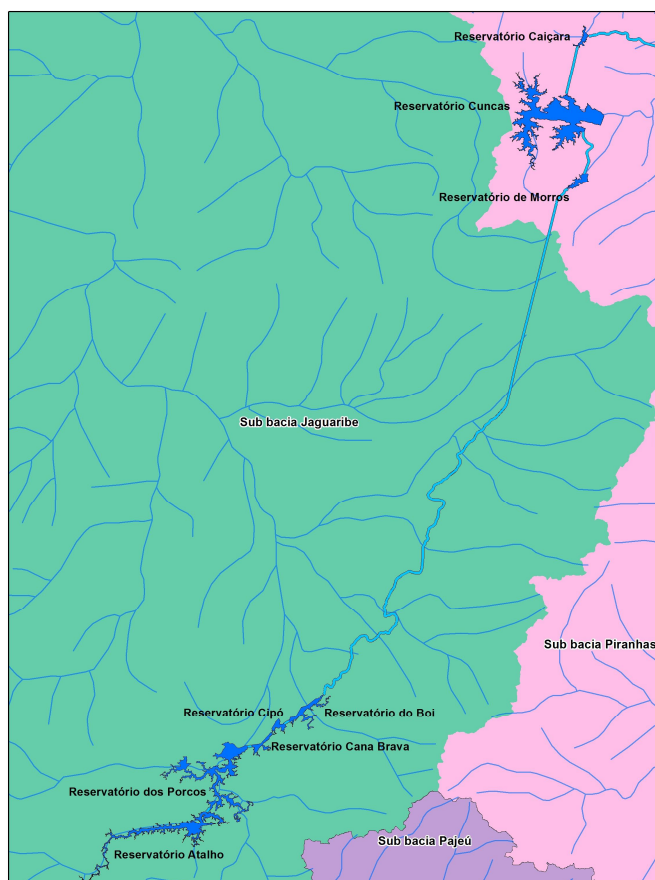 Reservatório Caiçara
Reservatório Cuncas
Reservatório de Morros
Sub bacia Jaguaribe
Sub bacia Piranhas
Reservatório Cipó
Reservatório do Boi
Reservatório Cana Brava
Reservatório dos Porcos
Sub bacia Pajeú
Reservatório Atalho